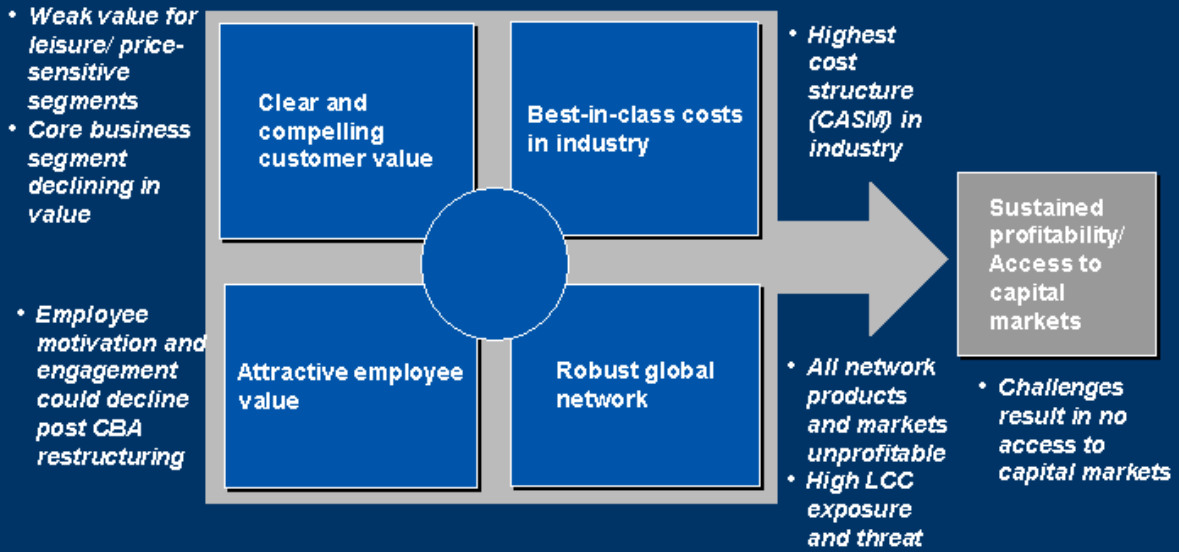 • Weak value for
leisure/ price-
sensitive
segments
• Core business
segment
declining in
value
Clear and
compelling
customer value
Best-in-class costs
in industry
• Highest
cost
structure
(CASM) in
industry
Sustained
profitability/
Access to
capital
markets
• Employee
motivation and
engagement
could decline
post CBA
restructuring
Attractive employee
value
Robust global
network
• All network
products
and markets
unprofitable
• High LCC
exposure
and threat
• Challenges
result in no
access to
capital markets